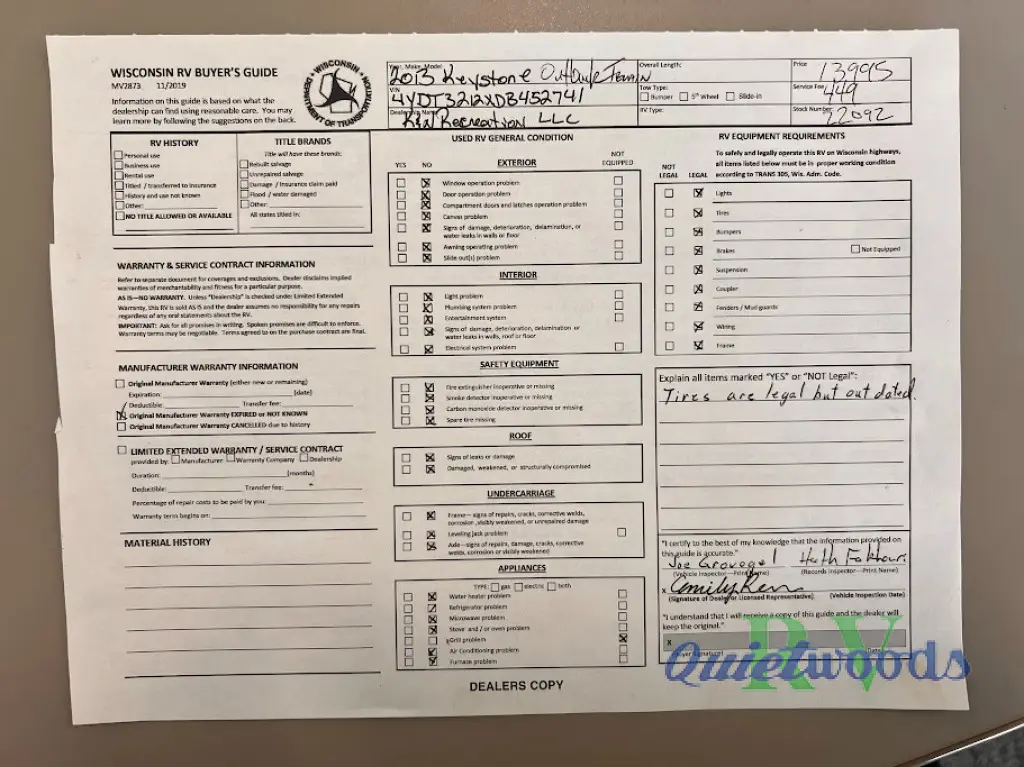 WISCONSIN RV BUYER'S GUIDE
MV2873 11/2019
Information on this guide is based on what the
dealership can find using reasonable care. You may
learn more by following the suggestions on the back.
WISCONSIN
DEPARTMENT OF TRANSPORTATION
Year, Make, Model
2013 Keystone Outback Terrain
VIN
4YDT3212XDB452741
Dealership Name
R&N Recreation LLC
Overall Length:
Tow Type:
Bumper 5th Wheel Slide-in
RV Type:
Price 13995
Service Fee 449
Stock Number 22092
RV HISTORY
Personal use
Business use
Rental use
Titled / transferred to insurance
History and use not known
Other:
NO TITLE ALLOWED OR AVAILABLE
TITLE BRANDS
Title will have these brands:
Rebuilt salvage
Unrepaired salvage
Damage / Insurance claim paid
Flood / water damaged
Other:
All states titled in:
WARRANTY & SERVICE CONTRACT INFORMATION
Refer to separate document for coverages and exclusions. Dealer disclaims implied
warranties of merchantability and fitness for a particular purpose.
AS IS—NO WARRANTY. Unless "Dealership" is checked under Limited Extended
Warranty, this RV is sold AS IS and the dealer assumes no responsibility for any repairs
regardless of any oral statements about the RV.
IMPORTANT: Ask for all promises in writing. Spoken promises are difficult to enforce.
Warranty terms may be negotiable. Terms agreed to on the purchase contract are final.
MANUFACTURER WARRANTY INFORMATION
Original Manufacturer Warranty (either new or remaining)
Expiration: (date)
Deductible: Transfer fee:
Original Manufacturer Warranty EXPIRED or NOT KNOWN
Original Manufacturer Warranty CANCELLED due to history
LIMITED EXTENDED WARRANTY / SERVICE CONTRACT
provided by: Manufacturer Warranty Company Dealership
Duration: (months)
Deductible: Transfer fee:
Percentage of repair costs to be paid by you:
Warranty term begins on:
MATERIAL HISTORY
USED RV GENERAL CONDITION
YES NO EXTERIOR NOT EQUIPPED
Window operation problem
Door operation problem
Compartment doors and latches operation problem
Canvas problem
Signs of damage, deterioration, delamination, or
water leaks in walls or floor
Awning operating problem
Slide out(s) problem
INTERIOR
Light problem
Plumbing system problem
Entertainment system
Signs of damage, deterioration, delamination or
water leaks in walls, roof or floor
Electrical system problem
SAFETY EQUIPMENT
Fire extinguisher inoperative or missing
Smoke detector inoperative or missing
Carbon monoxide detector inoperative or missing
Spare tire missing
ROOF
Signs of leaks or damage
Damaged, weakened, or structurally compromised
UNDERCARRIAGE
Frame—signs of repairs, cracks, corrective welds,
corrosion, visibly weakened, or unrepaired damage
Leveling jack problem
Axle—signs of repairs, damage, cracks, corrective
welds, corrosion or visibly weakened
APPLIANCES
TYPE: gas electric both
Water heater problem
Refrigerator problem
Microwave problem
Stove and / or oven problem
Grill problem
Air Conditioning problem
Furnace problem
DEALERS COPY
RV EQUIPMENT REQUIREMENTS
To safely and legally operate this RV on Wisconsin highways,
all items listed below must be in proper working condition
according to TRANS 305, Wis. Adm. Code.
NOT LEGAL LEGAL
Lights
Tires
Bumpers
Brakes Not Equipped
Suspension
Coupler
Fenders / Mud guards
Wiring
Frame
Explain all items marked "YES" or "NOT Legal":
Tires are legal but out dated.
"I certify to the best of my knowledge that the information provided on
this guide is accurate."
Joe
(Vehicle Inspector—Print Name) (Records Inspector—Print Name)
x
(Signature of Dealer or Licensed Representative) (Vehicle Inspection Date)
"I understand that I will receive a copy of this guide and the dealer will
keep the original."
X
(Buyer Signature) Date
Quietwoods RV